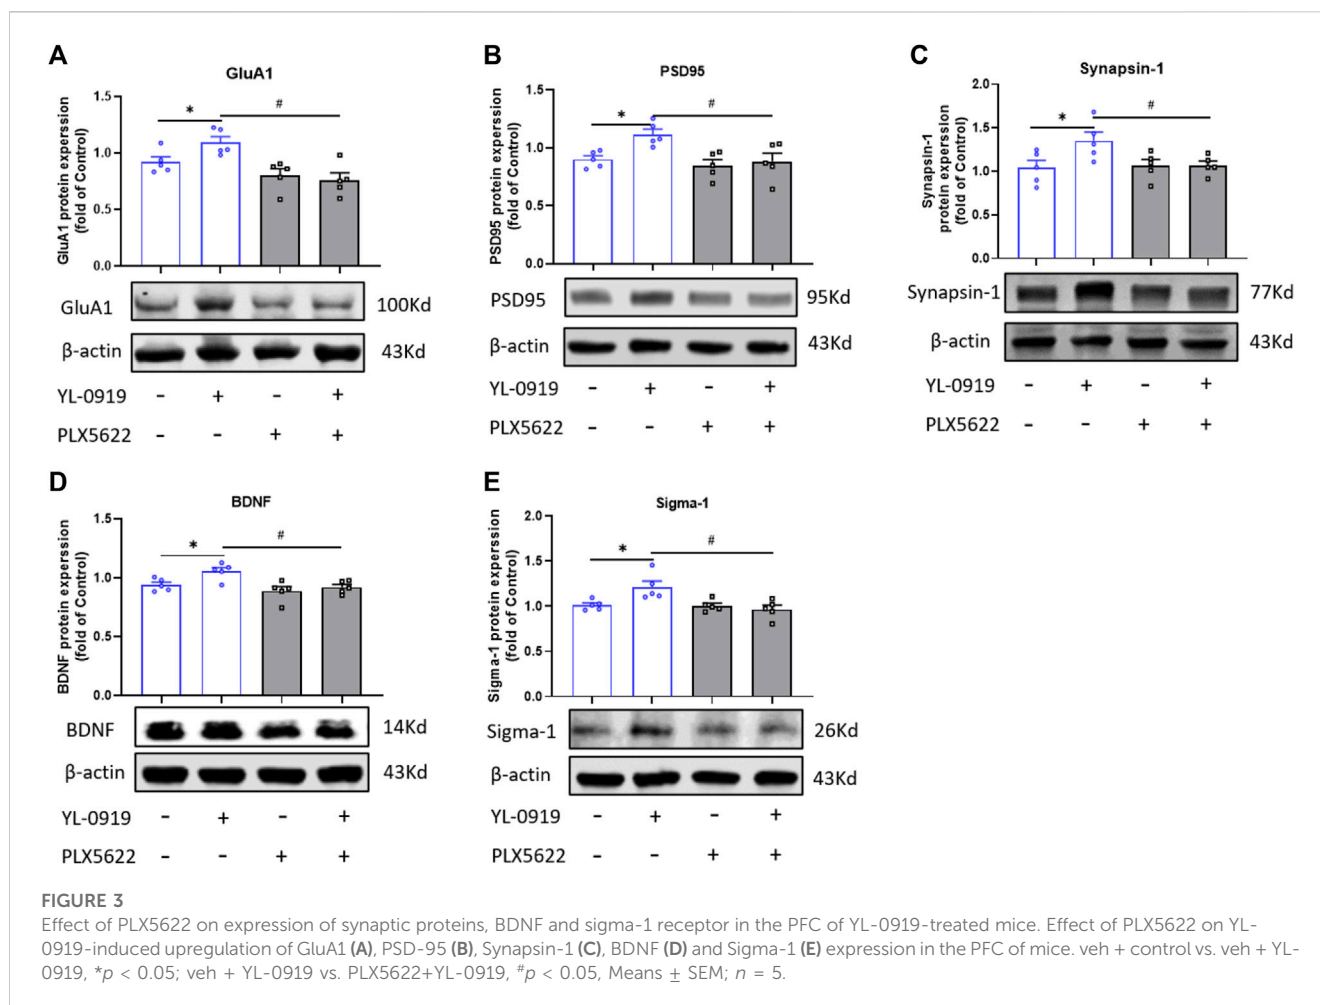 A
GluA1
GluA1 protein experssion
(fold of Control)
1.5
1.0
0.5
0.0
*
#
GluA1 100Kd
β-actin 43Kd
YL-0919 - + - +
PLX5622 - - + +
B
PSD95
PSD95 protein experssion
(fold of Control)
1.5
1.0
0.5
0.0
*
#
PSD95 95Kd
β-actin 43Kd
YL-0919 - + - +
PLX5622 - - + +
C
Synapsin-1
Synapsin-1
protein expression
(fold of Control)
2.0
1.5
1.0
0.5
0.0
*
#
Synapsin-1 77Kd
β-actin 43Kd
YL-0919 - + - +
PLX5622 - - + +
D
BDNF
BDNF protein experssion
(fold of Control)
1.5
1.0
0.5
0.0
*
#
BDNF 14Kd
β-actin 43Kd
YL-0919 - + - +
PLX5622 - - + +
E
Sigma-1
Sigma-1 protein experssion
(fold of Control)
2.0
1.5
1.0
0.5
0.0
*
#
Sigma-1 26Kd
β-actin 43Kd
YL-0919 - + - +
PLX5622 - - + +
FIGURE 3
Effect of PLX5622 on expression of synaptic proteins, BDNF and sigma-1 receptor in the PFC of YL-0919-treated mice. Effect of PLX5622 on YL-
0919-induced upregulation of GluA1 (A), PSD-95 (B), Synapsin-1 (C), BDNF (D) and Sigma-1 (E) expression in the PFC of mice. veh + control vs. veh + YL-
0919, *p < 0.05; veh + YL-0919 vs. PLX5622+YL-0919, #p < 0.05, Means ± SEM; n = 5.